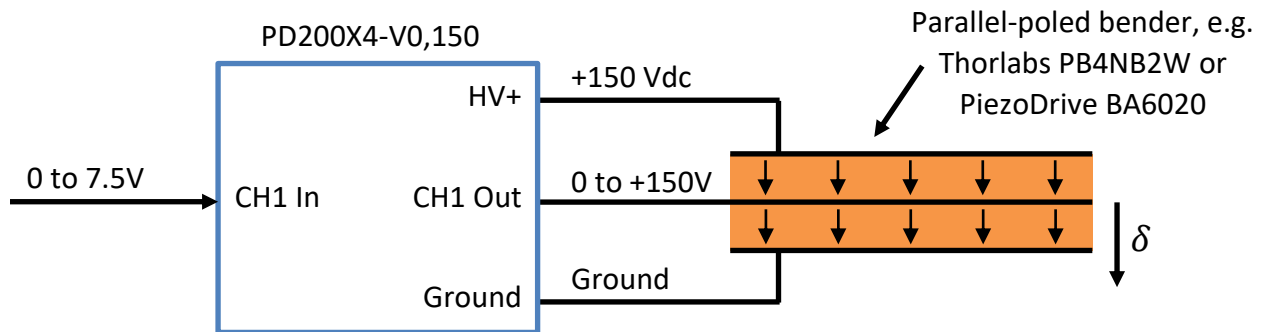 PD200X4-V0,150
Parallel-poled bender, e.g.
Thorlabs PB4NB2W or
PiezoDrive BA6020
HV+
+150 Vdc
0 to 7.5V
CH1 In
CH1 Out
0 to +150V
δ
Ground
Ground